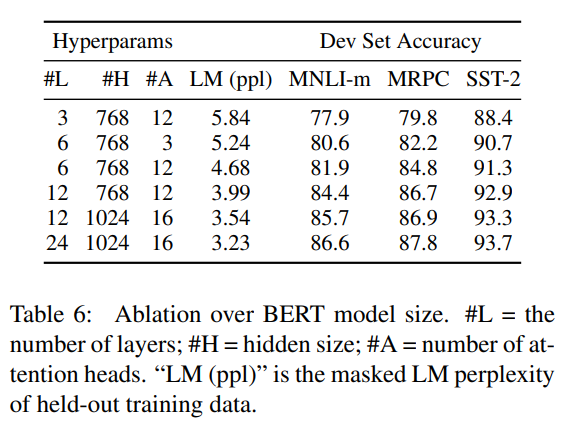 Hyperparams Dev Set Accuracy
#L #H #A LM (ppl) MNLI-m MRPC SST-2
3 768 12 5.84 77.9 79.8 88.4
6 768 3 5.24 80.6 82.2 90.7
6 768 12 4.68 81.9 84.8 91.3
12 768 12 3.99 84.4 86.7 92.9
12 1024 16 3.54 85.7 86.9 93.3
24 1024 16 3.23 86.6 87.8 93.7
Table 6: Ablation over BERT model size. #L = the
number of layers; #H = hidden size; #A = number of at-
tention heads. “LM (ppl)” is the masked LM perplexity
of held-out training data.